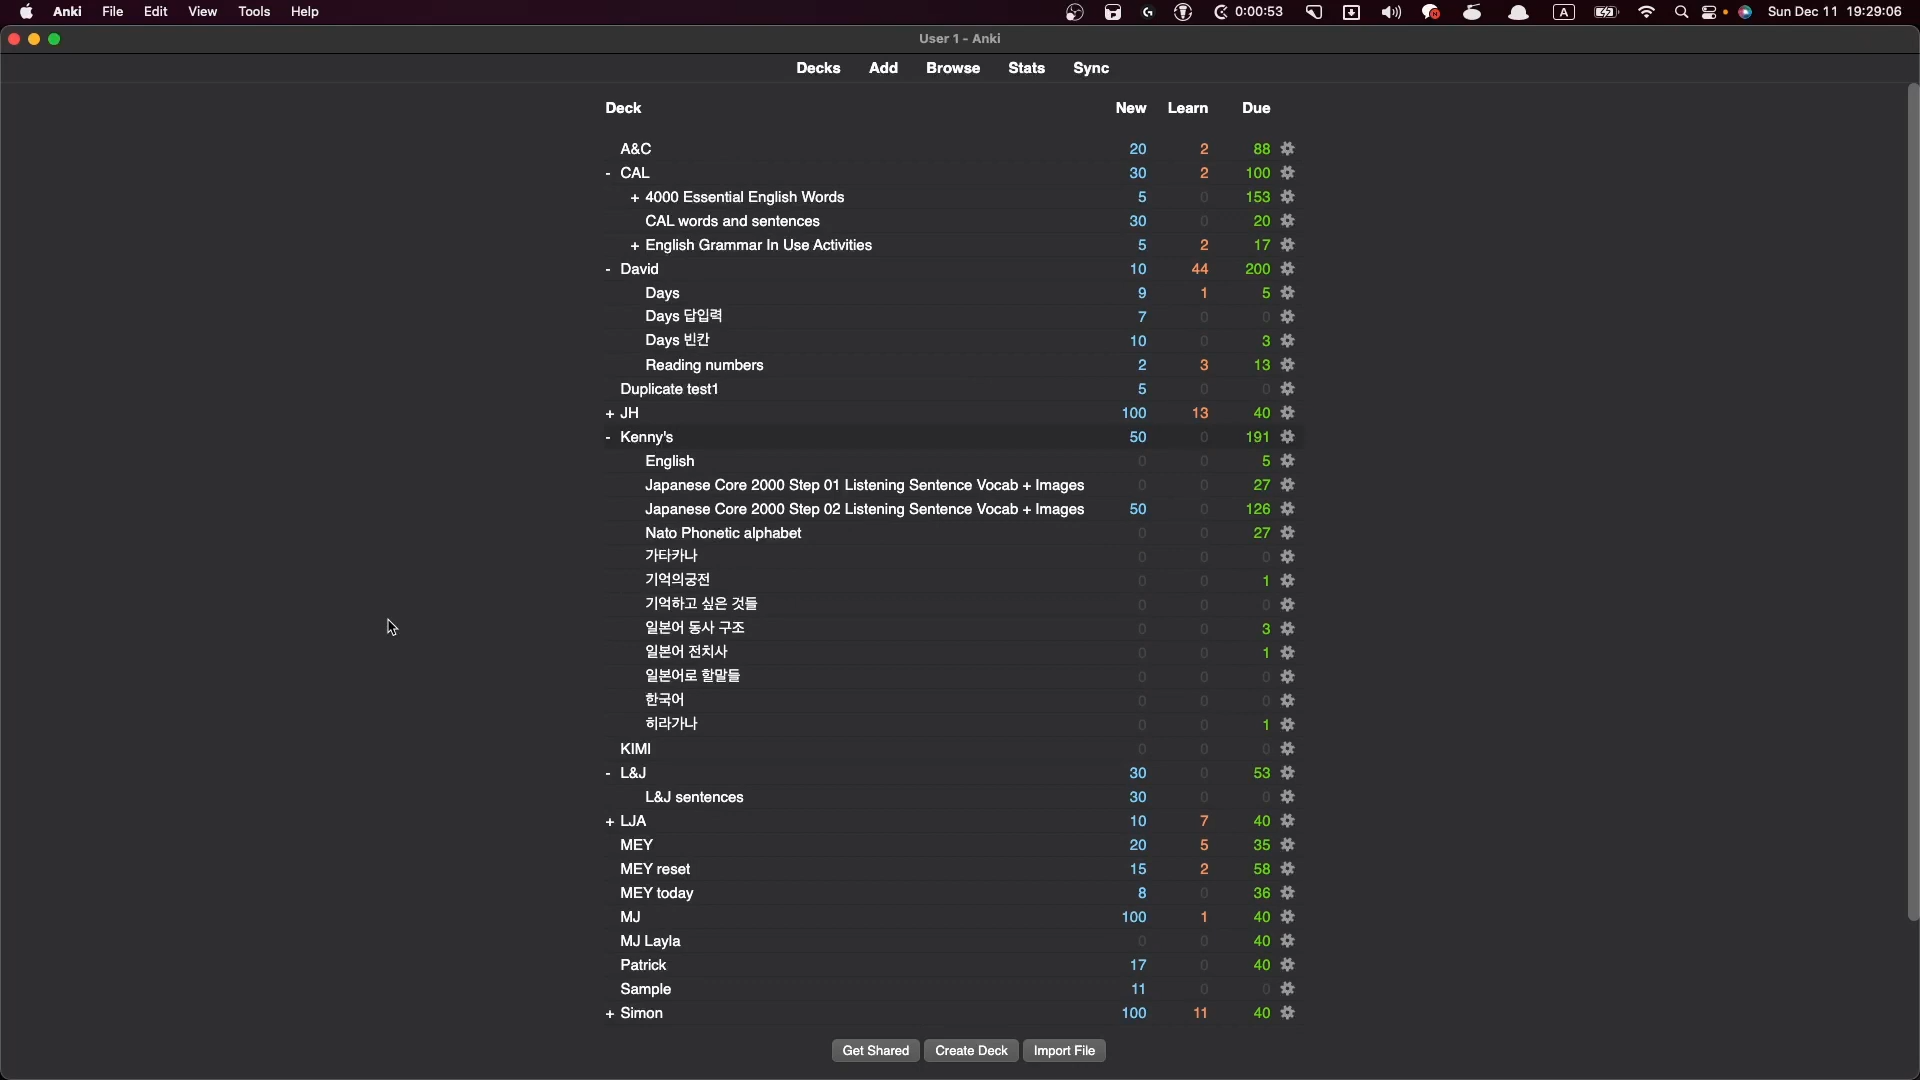 Anki File Edit View Tools Help 0:00:53 A Sun Dec 11 19:29:06
User 1 - Anki
Decks Add Browse Stats Sync
Deck New Learn Due
A&C 20 2 88
- CAL 30 2 100
+ 4000 Essential English Words 5 0 153
CAL words and sentences 30 0 20
+ English Grammar In Use Activities 5 2 17
- David 10 44 200
Days 9 1 5
Days 답입력 7 0 0
Days 빈칸 10 0 3
Reading numbers 2 3 13
Duplicate test1 5 0 0
+ JH 100 13 40
- Kenny's 50 0 191
English 0 0 5
Japanese Core 2000 Step 01 Listening Sentence Vocab + Images 0 0 27
Japanese Core 2000 Step 02 Listening Sentence Vocab + Images 50 0 126
Nato Phonetic alphabet 0 0 27
가타카나 0 0 0
기억의궁전 0 0 1
기억하고 싶은 것들 0 0 0
일본어 동사 구조 0 0 3
일본어 전치사 0 0 1
일본어로 할말들 0 0 0
한국어 0 0 0
히라가나 0 0 1
KIMI 0 0 0
- L&J 30 0 53
L&J sentences 30 0 0
+ LJA 10 7 40
MEY 20 5 35
MEY reset 15 2 58
MEY today 8 0 36
MJ 100 1 40
MJ Layla 0 0 40
Patrick 17 0 40
Sample 11 0 0
+ Simon 100 11 40
Get Shared Create Deck Import File